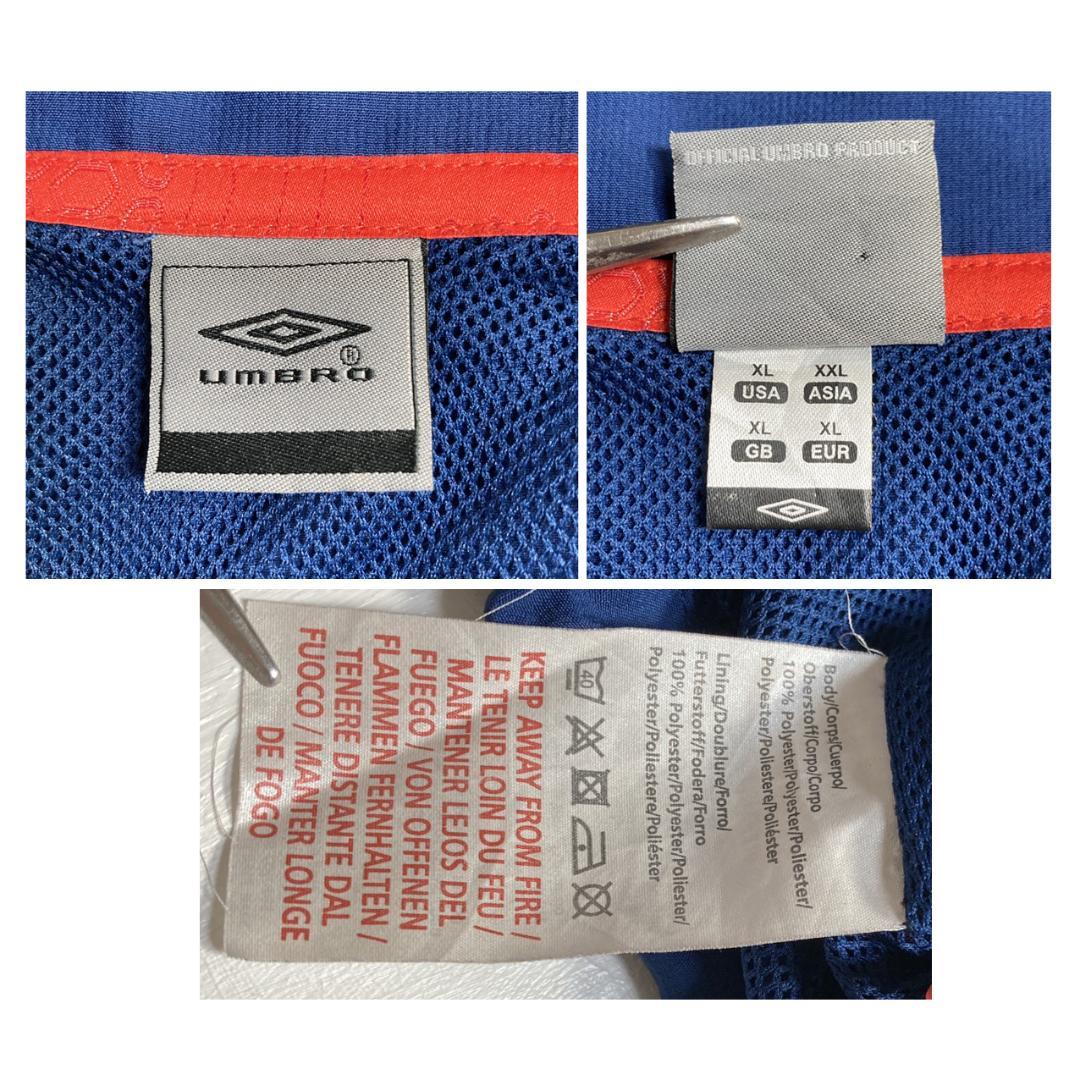 UMBRO
®
OFFICIAL UMBRO PRODUCT
XL XXL
USA ASIA
XL XL
GB EUR
Body/Corps/Cuerpo/
Oberstoff/Corpo/Corpo
100% Polyester/Polyester/Poliester/
Polyester/Poliestere/Poliéster
Lining/Doublure/Forro/
Futterstoff/Fodera/Forro
100% Polyester/Polyester/Poliester/
Polyester/Poliestere/Poliéster
40
KEEP AWAY FROM FIRE /
LE TENIR LOIN DU FEU /
MANTENER LEJOS DEL
FUEGO / VON OFFENEN
FLAMMEN FERNHALTEN /
TENERE DISTANTE DAL
FUOCO / MANTER LONGE
DE FOGO